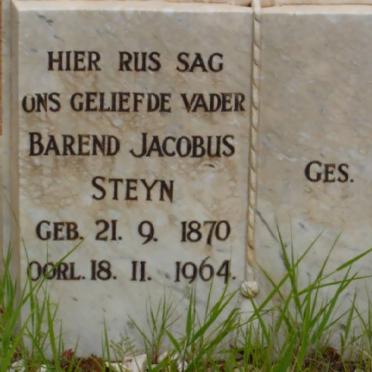 HIER RUS SAG
ONS GELIEFDE VADER
BAREND JACOBUS
STEYN
GEB. 21. 9. 1870
OORL. 18. 11. 1964.
GES.